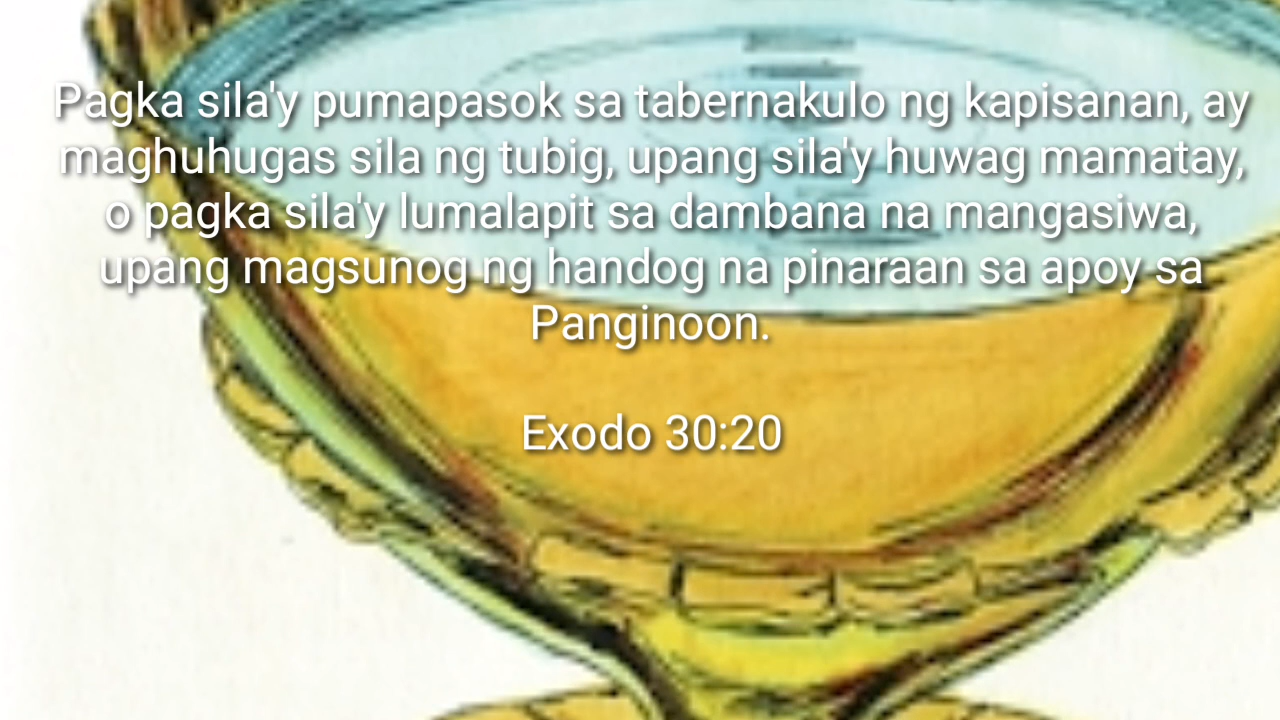 Pagka sila'y pumapasok sa tabernakulo ng kapisanan, ay
maghuhugas sila ng tubig, upang sila'y huwag mamatay,
o pagka sila'y lumalapit sa dambana na mangasiwa,
upang magsunog ng handog na pinaraan sa apoy sa
Panginoon.
Exodo 30:20